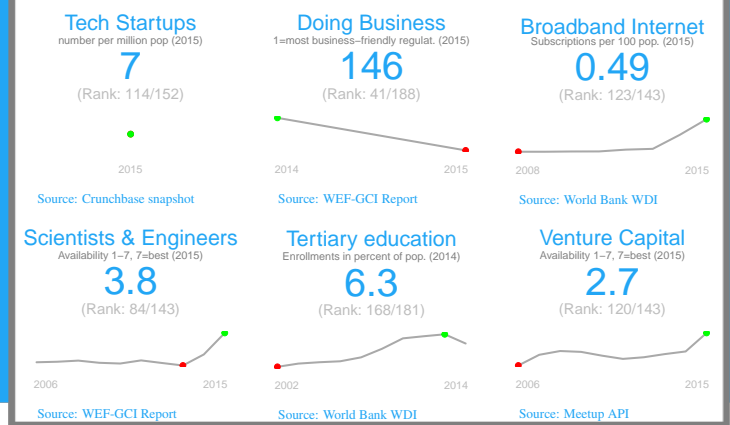 Tech Startups
number per million pop (2015)
7
(Rank: 114/152)
2015
Source: Crunchbase snapshot
Doing Business
1=most business−friendly regulat. (2015)
146
(Rank: 41/188)
2014 2015
Source: WEF-GCI Report
Broadband Internet
Subscriptions per 100 pop. (2015)
0.49
(Rank: 123/143)
2008 2015
Source: World Bank WDI
Scientists & Engineers
Availability 1−7, 7=best (2015)
3.8
(Rank: 84/143)
2006 2015
Source: WEF-GCI Report
Tertiary education
Enrollments in percent of pop. (2014)
6.3
(Rank: 168/181)
2002 2014
Source: World Bank WDI
Venture Capital
Availability 1−7, 7=best (2015)
2.7
(Rank: 120/143)
2006 2015
Source: Meetup API